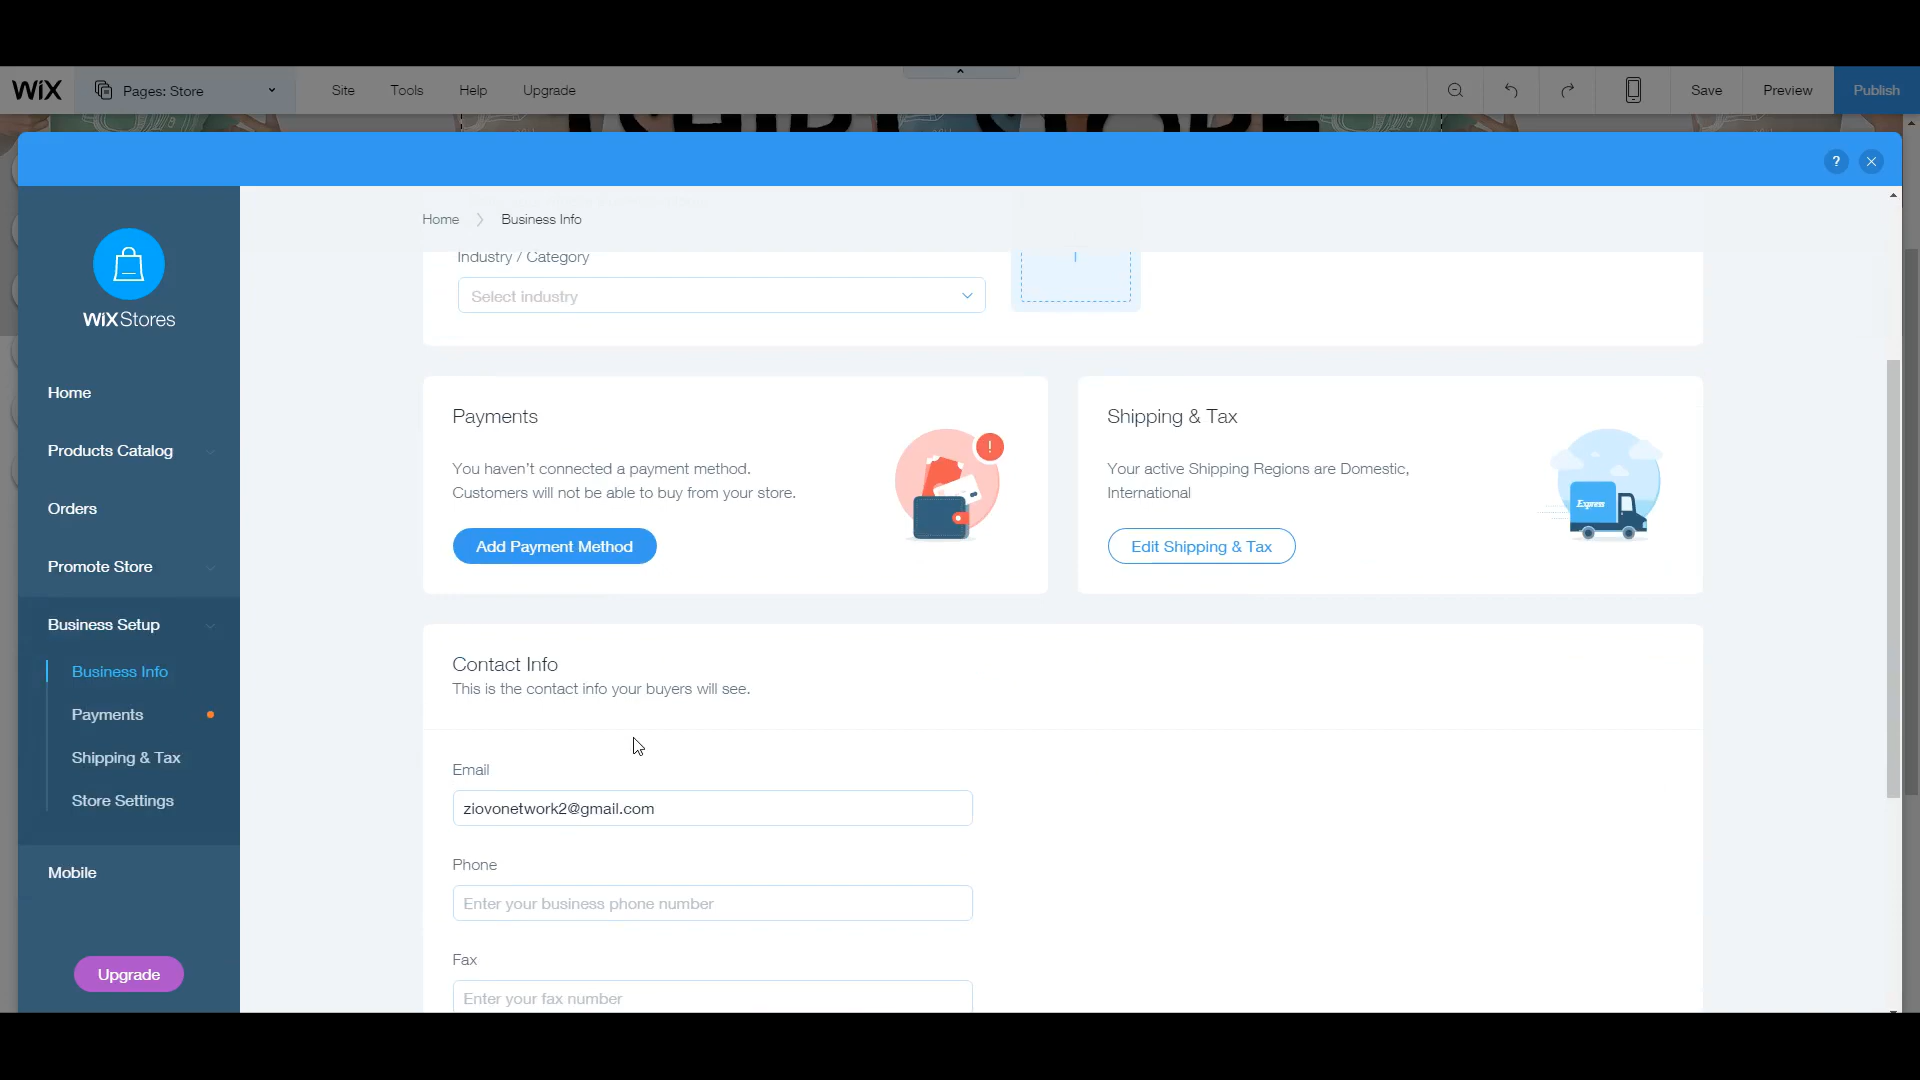 WiX
Pages: Store
Site
Tools
Help
Upgrade
Save
Preview
Publish
T SHIRT STORE
?
Home
Business Info
WiX Stores
Home
Products Catalog
Orders
Promote Store
Business Setup
Business Info
Payments
Shipping & Tax
Store Settings
Mobile
Upgrade
Industry / Category
Select industry
Payments
You haven't connected a payment method.
Customers will not be able to buy from your store.
Add Payment Method
!
Shipping & Tax
Your active Shipping Regions are Domestic,
International
Edit Shipping & Tax
Express
Contact Info
This is the contact info your buyers will see.
Email
ziovonetwork2@gmail.com
Phone
Enter your business phone number
Fax
Enter your fax number